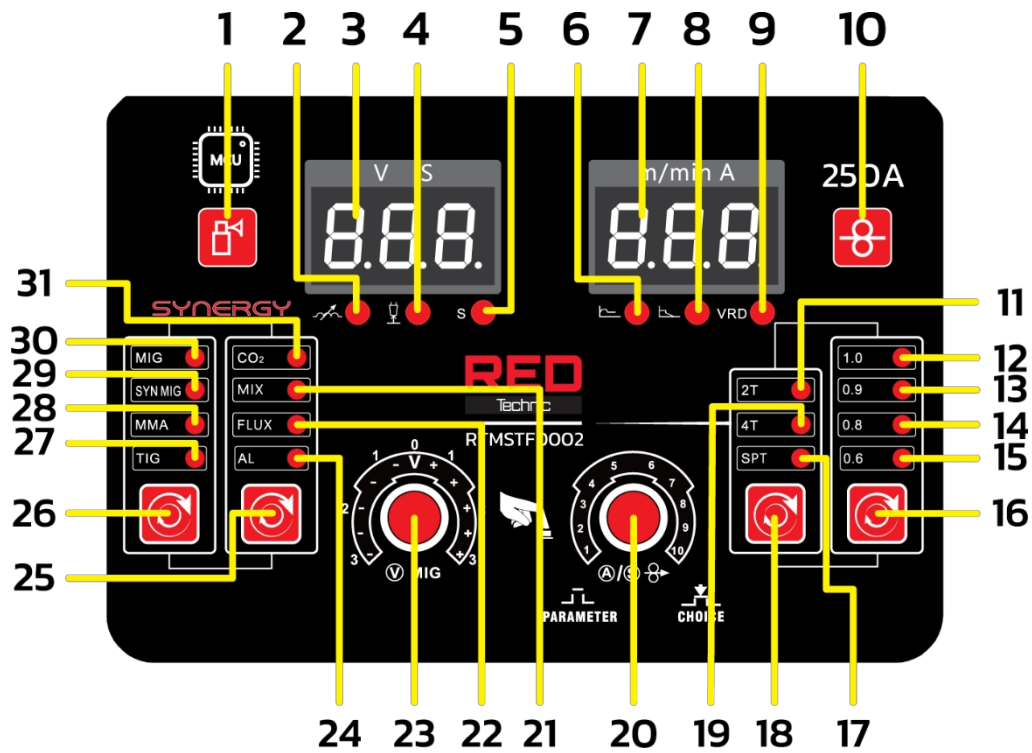 1 2 3 4 5 6 7 8 9 10
MCU
V S
m/min A
250A
8.8.8.
8.8.8.
31
SYNERGY
S
VRD
11
30
MIG
CO₂
RED
1.0
12
29
SYN MIG
MIX
Technic
2T
0.9
13
28
MMA
FLUX
RTMSTF0002
4T
0.8
14
27
TIG
AL
SPT
0.6
15
3 - 2 - 1 - 0 V + 1 + + 3
1 2 3 4 5 6 7 8 9 10
26
16
25
V MIG
A/S
PARAMETER
CHOICE
24 23 22 21 20 19 18 17